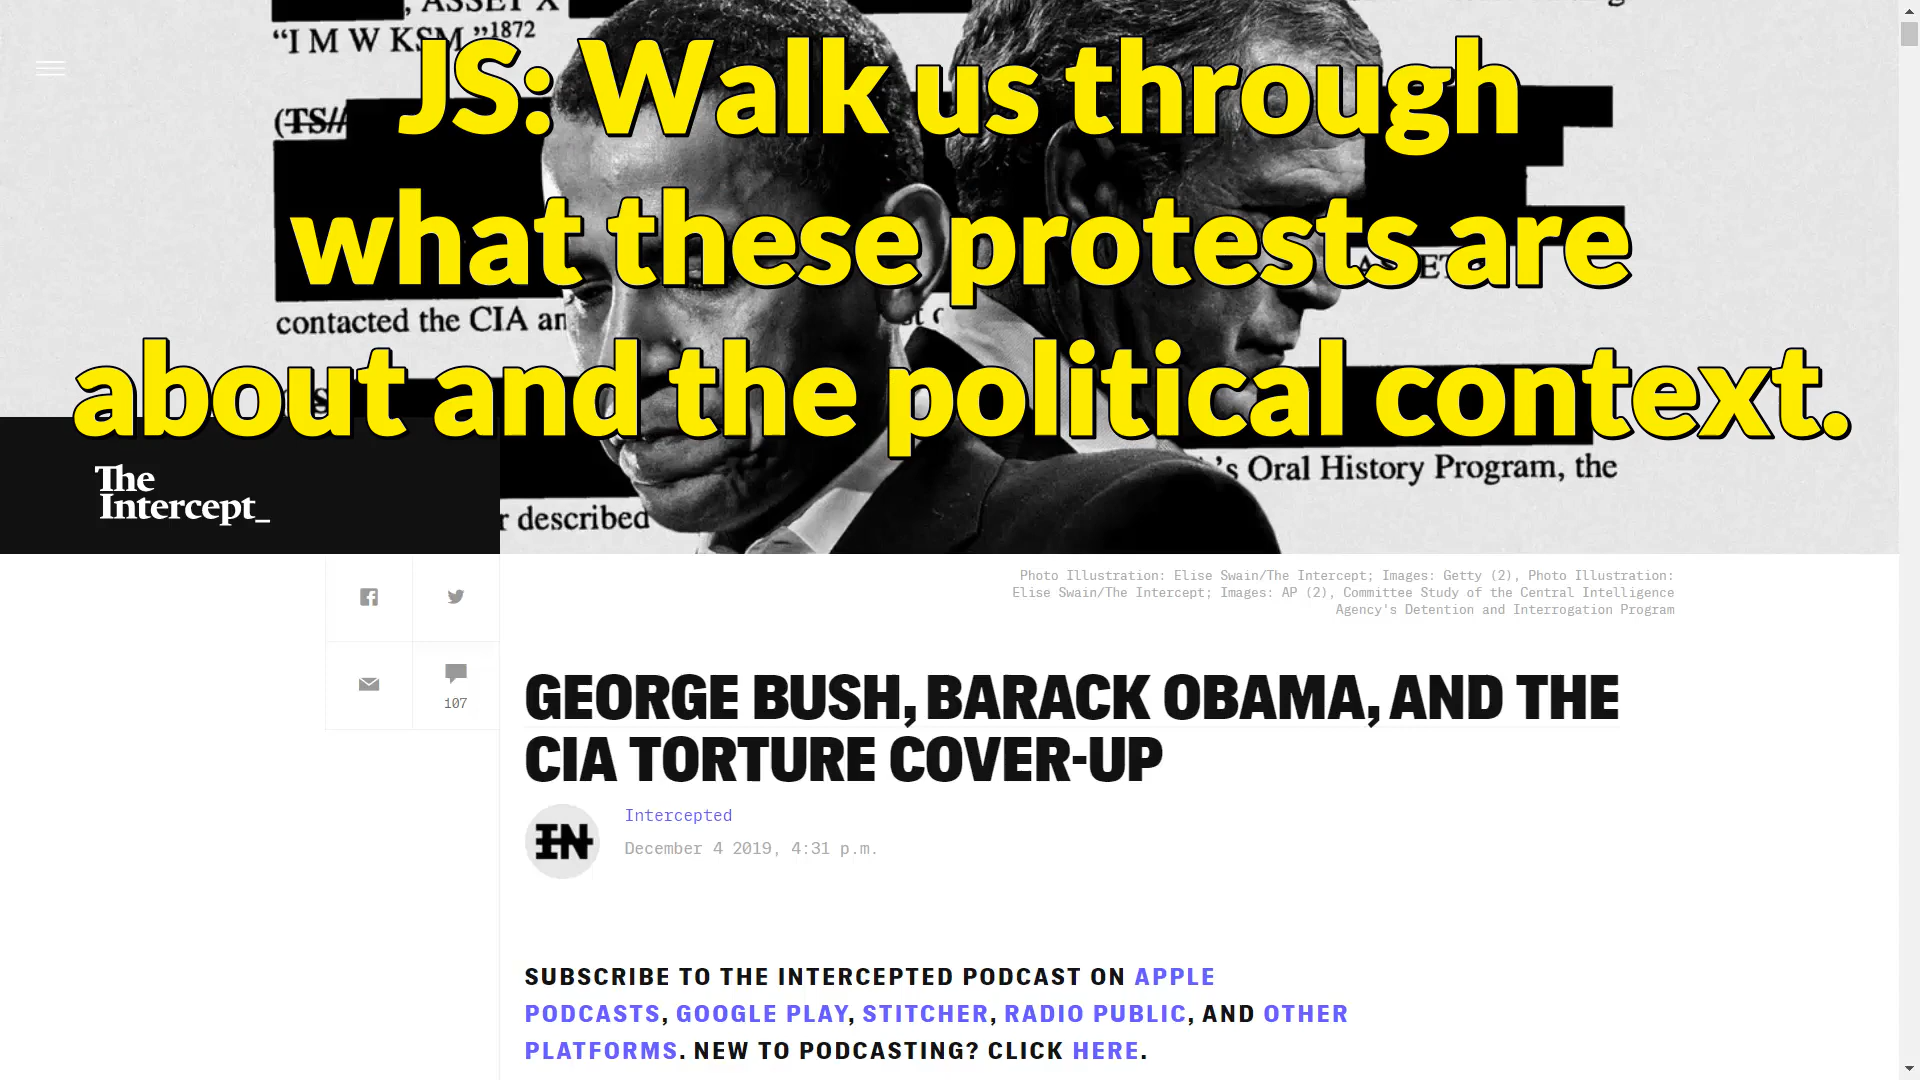 , ASSET X
“I M W KSM.”1872
(TS//
JS: Walk us through
what these protests are
contacted the CIA an
about and the political context.
's Oral History Program, the
r described
The
Intercept_
Photo Illustration: Elise Swain/The Intercept; Images: Getty (2), Photo Illustration:
Elise Swain/The Intercept; Images: AP (2), Committee Study of the Central Intelligence
Agency's Detention and Interrogation Program
107
GEORGE BUSH, BARACK OBAMA, AND THE
CIA TORTURE COVER-UP
IN
Intercepted
December 4 2019, 4:31 p.m.
SUBSCRIBE TO THE INTERCEPTED PODCAST ON APPLE
PODCASTS, GOOGLE PLAY, STITCHER, RADIO PUBLIC, AND OTHER
PLATFORMS. NEW TO PODCASTING? CLICK HERE.